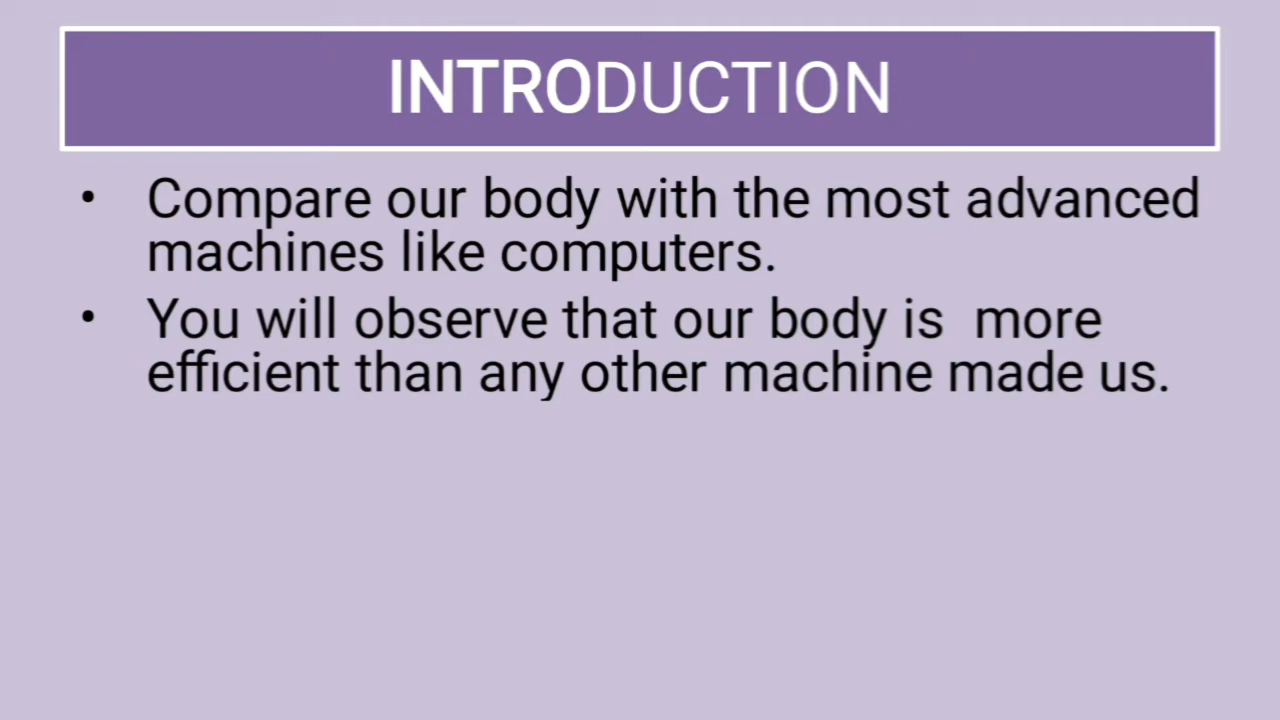 INTRODUCTION
• Compare our body with the most advanced
machines like computers.
• You will observe that our body is  more
efficient than any other machine made us.